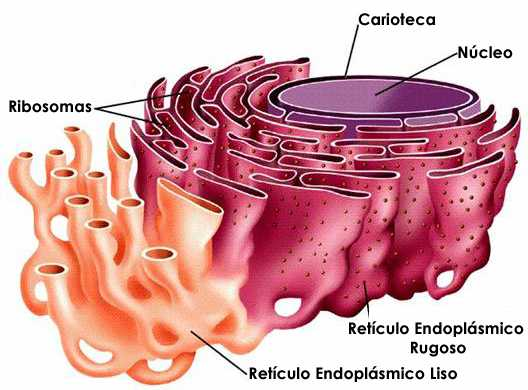 Carioteca
Núcleo
Ribosomas
Retículo Endoplásmico
Rugoso
Retículo Endoplásmico Liso